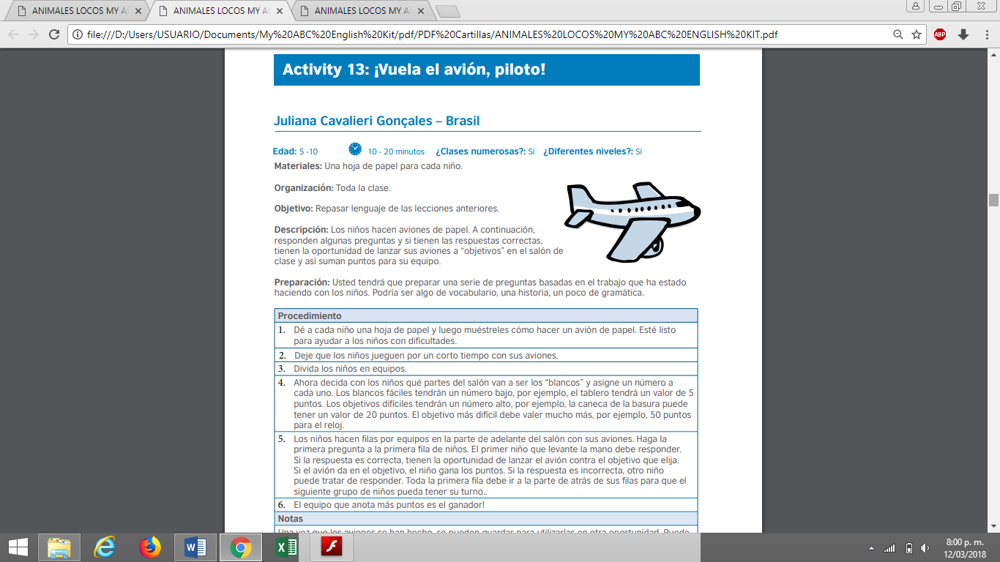 ANIMALES LOCOS MY A
ANIMALES LOCOS MY A
ANIMALES LOCOS MY A
file:///D:/Users/USUARIO/Documents/My%20ABC%20English%20Kit/pdf/PDF%20Cartillas/ANIMALES%20LOCOS%20MY%20ABC%20ENGLISH%20KIT.pdf
ABP
Activity 13: ¡Vuela el avión, piloto!
Juliana Cavalieri Gonçales – Brasil
Edad: 5 -10 10 - 20 minutos ¿Clases numerosas?: Sí ¿Diferentes niveles?: Sí
Materiales: Una hoja de papel para cada niño.
Organización: Toda la clase.
Objetivo: Repasar lenguaje de las lecciones anteriores.
Descripción: Los niños hacen aviones de papel. A continuación,
responden algunas preguntas y si tienen las respuestas correctas,
tienen la oportunidad de lanzar sus aviones a “objetivos” en el salón de
clase y así suman puntos para su equipo.
Preparación: Usted tendrá que preparar una serie de preguntas basadas en el trabajo que ha estado
haciendo con los niños. Podría ser algo de vocabulario, una historia, un poco de gramática.
Procedimiento
1. Dé a cada niño una hoja de papel y luego muéstreles cómo hacer un avión de papel. Esté listo
para ayudar a los niños con dificultades.
2. Deje que los niños jueguen por un corto tiempo con sus aviones.
3. Divida los niños en equipos.
4. Ahora decida con los niños qué partes del salón van a ser los “blancos” y asigne un número a
cada uno. Los blancos fáciles tendrán un número bajo, por ejemplo, el tablero tendrá un valor de 5
puntos. Los objetivos difíciles tendrán un número alto, por ejemplo, la caneca de la basura puede
tener un valor de 20 puntos. El objetivo más difícil debe valer mucho más, por ejemplo, 50 puntos
para el reloj.
5. Los niños hacen filas por equipos en la parte de adelante del salón con sus aviones. Haga la
primera pregunta a la primera fila de niños. El primer niño que levante la mano debe responder.
Si la respuesta es correcta, tienen la oportunidad de lanzar el avión contra el objetivo que elija.
Si el avión da en el objetivo, el niño gana los puntos. Si la respuesta es incorrecta, otro niño
puede tratar de responder. Toda la primera fila debe ir a la parte de atrás de sus filas para que el
siguiente grupo de niños pueda tener su turno..
6. El equipo que anota más puntos es el ganador!
Notas
Una vez que los aviones se han hecho, se pueden guardar para utilizarlas en otra oportunidad. Puede
8:00 p. m.
12/03/2018